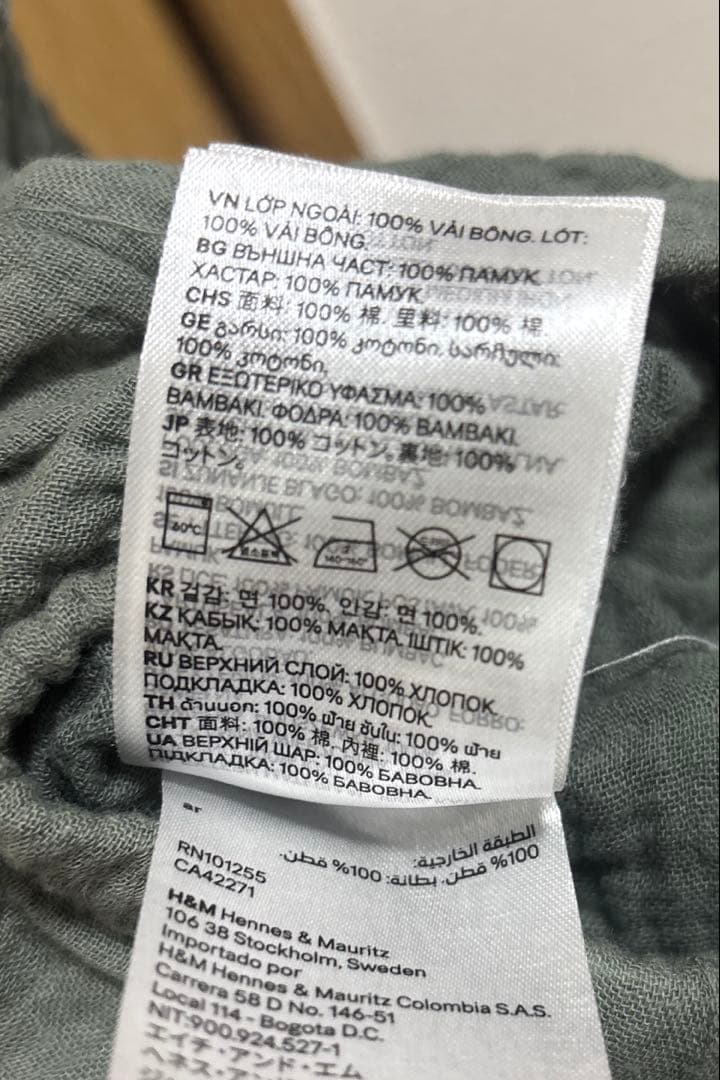 VN LỚP NGOÀI: 100% VẢI BÔNG. LÓT:
100% VẢI BÔNG.
BG ВЪНШНА ЧАСТ: 100% ПАМУК.
ХАСТАР: 100% ПАМУК.
CHS 面料: 100% 棉. 里料: 100% 棉.
GE გარსი: 100% კოტონი. სარჩული:
100% კოტონი.
GR ΕΞΩΤΕΡΙΚΟ ΥΦΑΣΜΑ: 100%
ΒΑΜΒΑΚΙ. ΦΟΔΡΑ: 100% ΒΑΜΒΑΚΙ.
JP 表地: 100% コットン。裏地: 100%
コットン。
KR 겉감: 면 100%. 안감: 면 100%.
KZ ҚАБЫҚ: 100% МАҚТА. ІШТІК: 100%
МАҚТА.
RU ВЕРХНИЙ СЛОЙ: 100% ХЛОПОК.
ПОДКЛАДКА: 100% ХЛОПОК.
TH ด้านนอก: 100% ฝ้าย ซับใน: 100% ฝ้าย
CHT 面料: 100% 棉. 內裡: 100% 棉.
UA ВЕРХНІЙ ШАР: 100% БАВОВНА.
ПІДКЛАДКА: 100% БАВОВНА.
ar
الطبقة الخارجية:
100% قطن. بطانة: 100% قطن.
RN101255
CA42271
H&M Hennes & Mauritz
106 38 Stockholm, Sweden
Importado por
H&M Hennes & Mauritz Colombia S.A.S.
Carrera 58 D No. 146-51
Local 114 - Bogota D.C.
NIT:900.924.527-1
エイチ・アンド・エム
ヘネス・アンド・